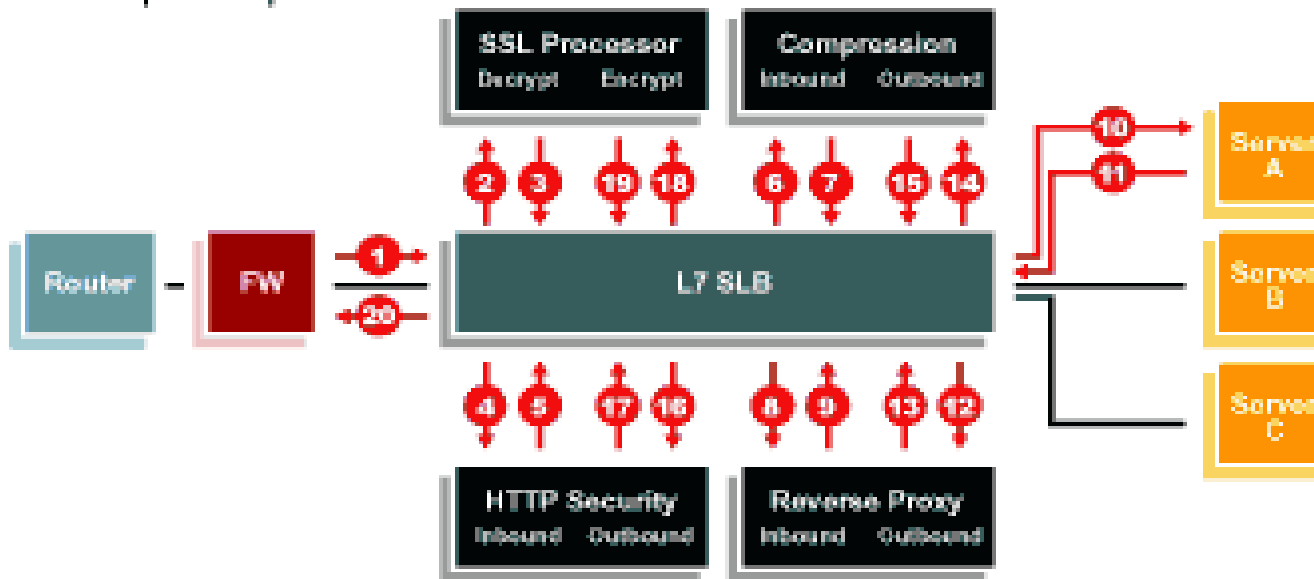 SSL Processor
Decrypt Encrypt
Compression
Inbound Outbound
2 3 19 18
6 7 15 14
10
11
Server
A
Router
FW
1
20
L7 SLB
Server
B
4 5 17 16
8 9 13 12
Server
C
HTTP Security
Inbound Outbound
Reverse Proxy
Inbound Outbound